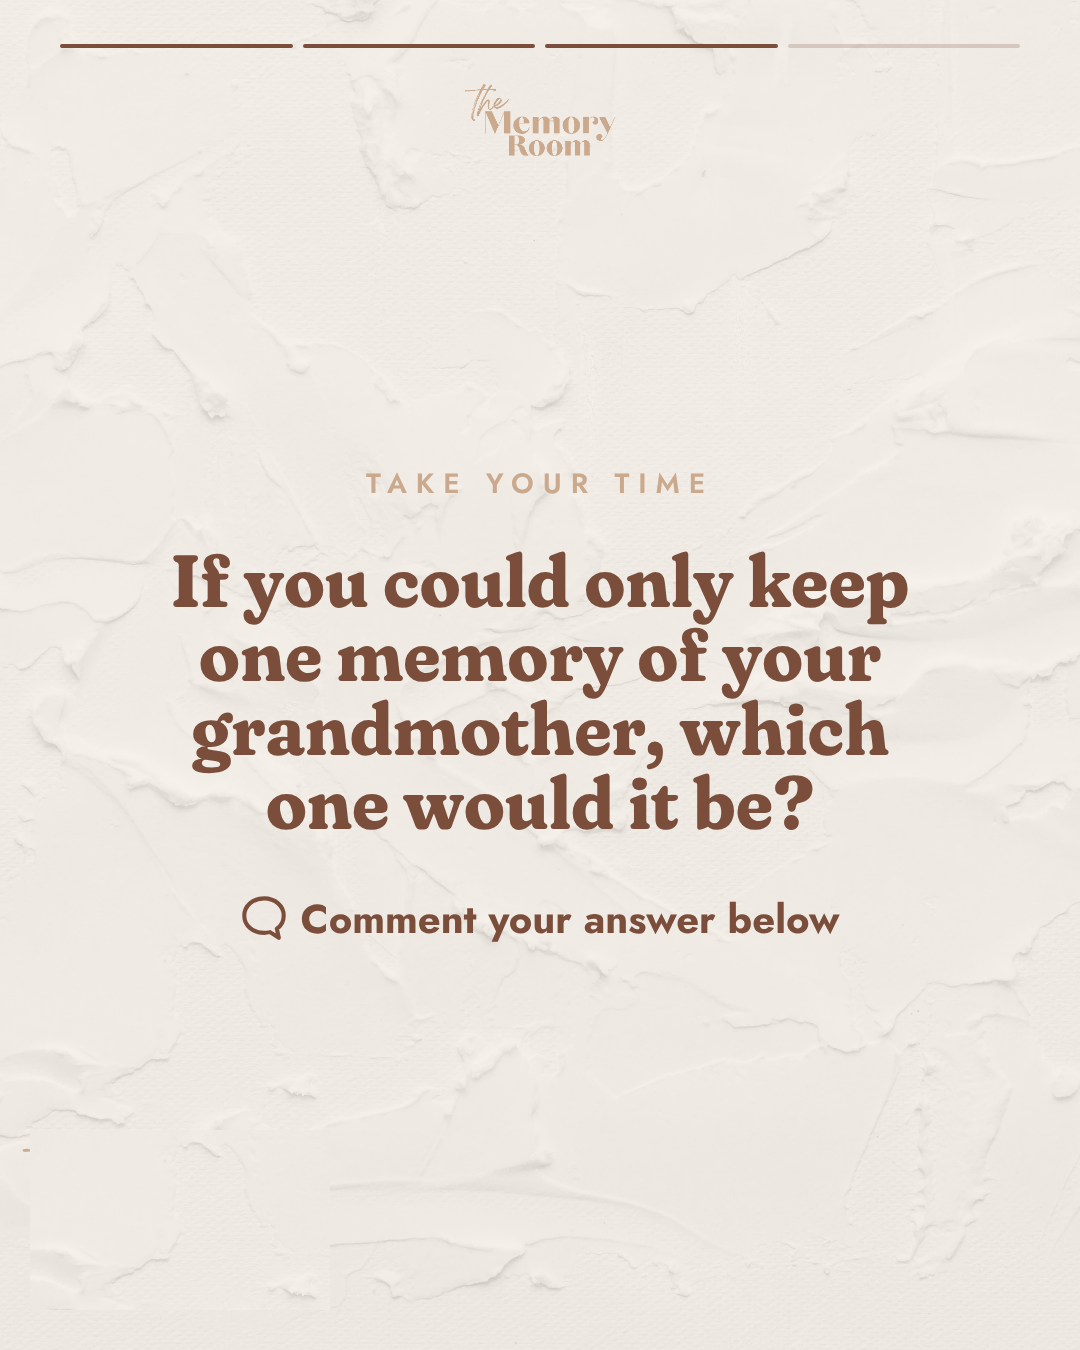 the
Memory
Room
TAKE YOUR TIME
If you could only keep
one memory of your
grandmother, which
one would it be?
Comment your answer below